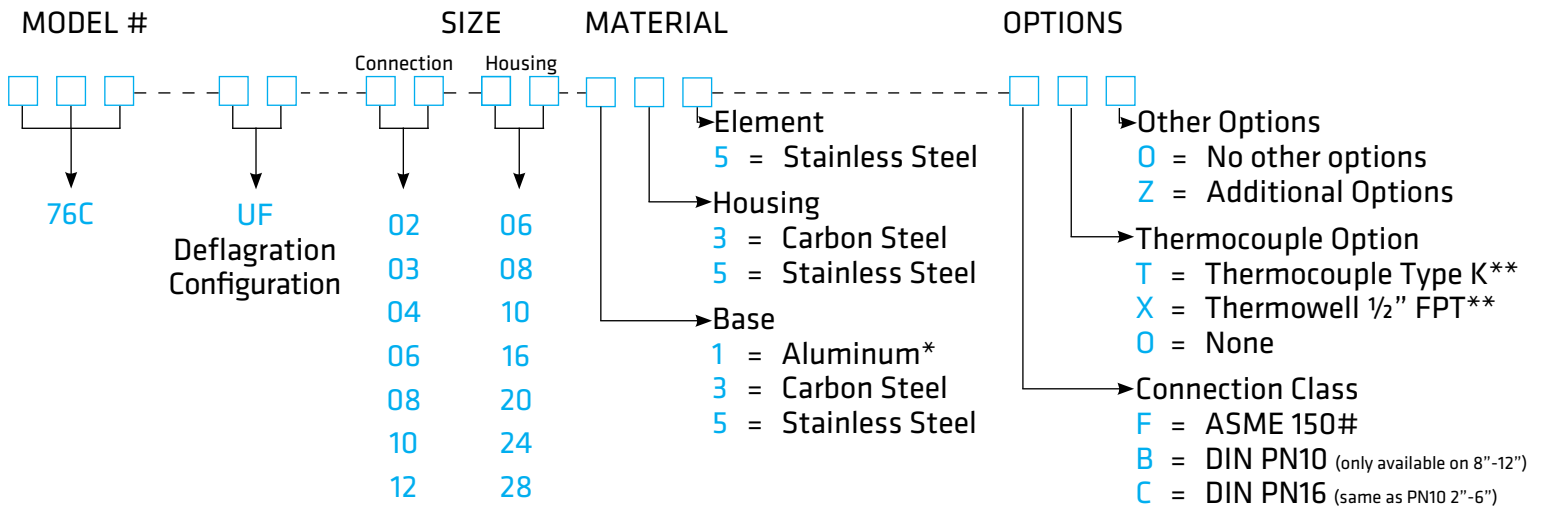 MODEL # SIZE MATERIAL OPTIONS
Connection Housing
76C
UF
Deflagration
Configuration
02 06
03 08
04 10
06 16
08 20
10 24
12 28
Element
5 = Stainless Steel
Housing
3 = Carbon Steel
5 = Stainless Steel
Base
1 = Aluminum*
3 = Carbon Steel
5 = Stainless Steel
Other Options
O = No other options
Z = Additional Options
Thermocouple Option
T = Thermocouple Type K**
X = Thermowell ½” FPT**
O = None
Connection Class
F = ASME 150#
B = DIN PN10 (only available on 8”-12”)
C = DIN PN16 (same as PN10 2”-6”)